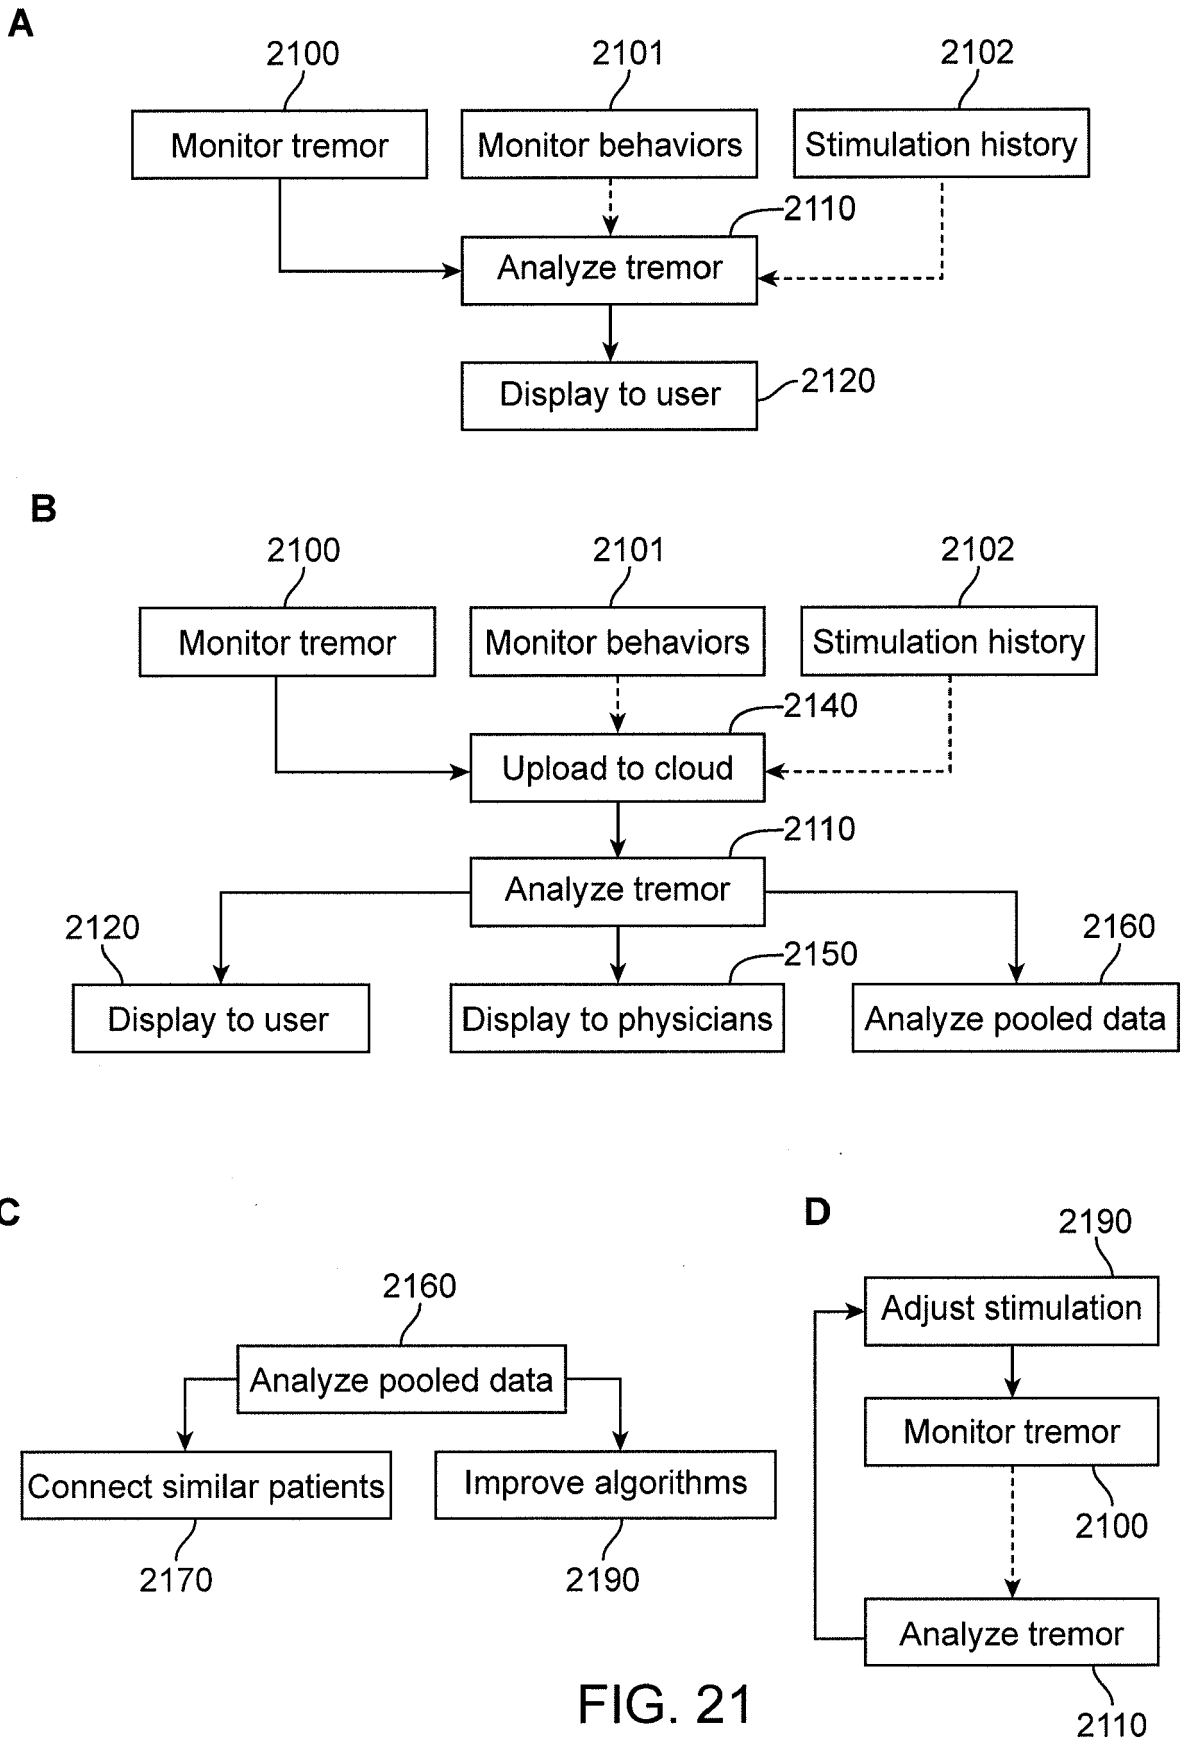 A
2100 2101 2102
Monitor tremor Monitor behaviors Stimulation history
2110
Analyze tremor
Display to user 2120
B
2100 2101 2102
Monitor tremor Monitor behaviors Stimulation history
2140
Upload to cloud
2110
Analyze tremor
2120 2150 2160
Display to user Display to physicians Analyze pooled data
C
2160
Analyze pooled data
Connect similar patients Improve algorithms
2170 2190
D
2190
Adjust stimulation
Monitor tremor
2100
Analyze tremor
2110
FIG. 21